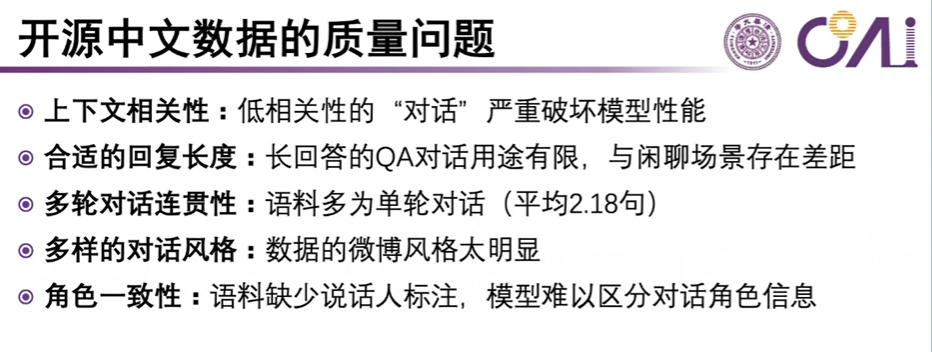 开源中文数据的质量问题
COAI
上下文相关性：低相关性的 “对话” 严重破坏模型性能
合适的回复长度：长回答的QA对话用途有限，与闲聊场景存在差距
多轮对话连贯性：语料多为单轮对话（平均2.18句）
多样的对话风格：数据的微博风格太明显
角色一致性：语料缺少说话人标注，模型难以区分对话角色信息